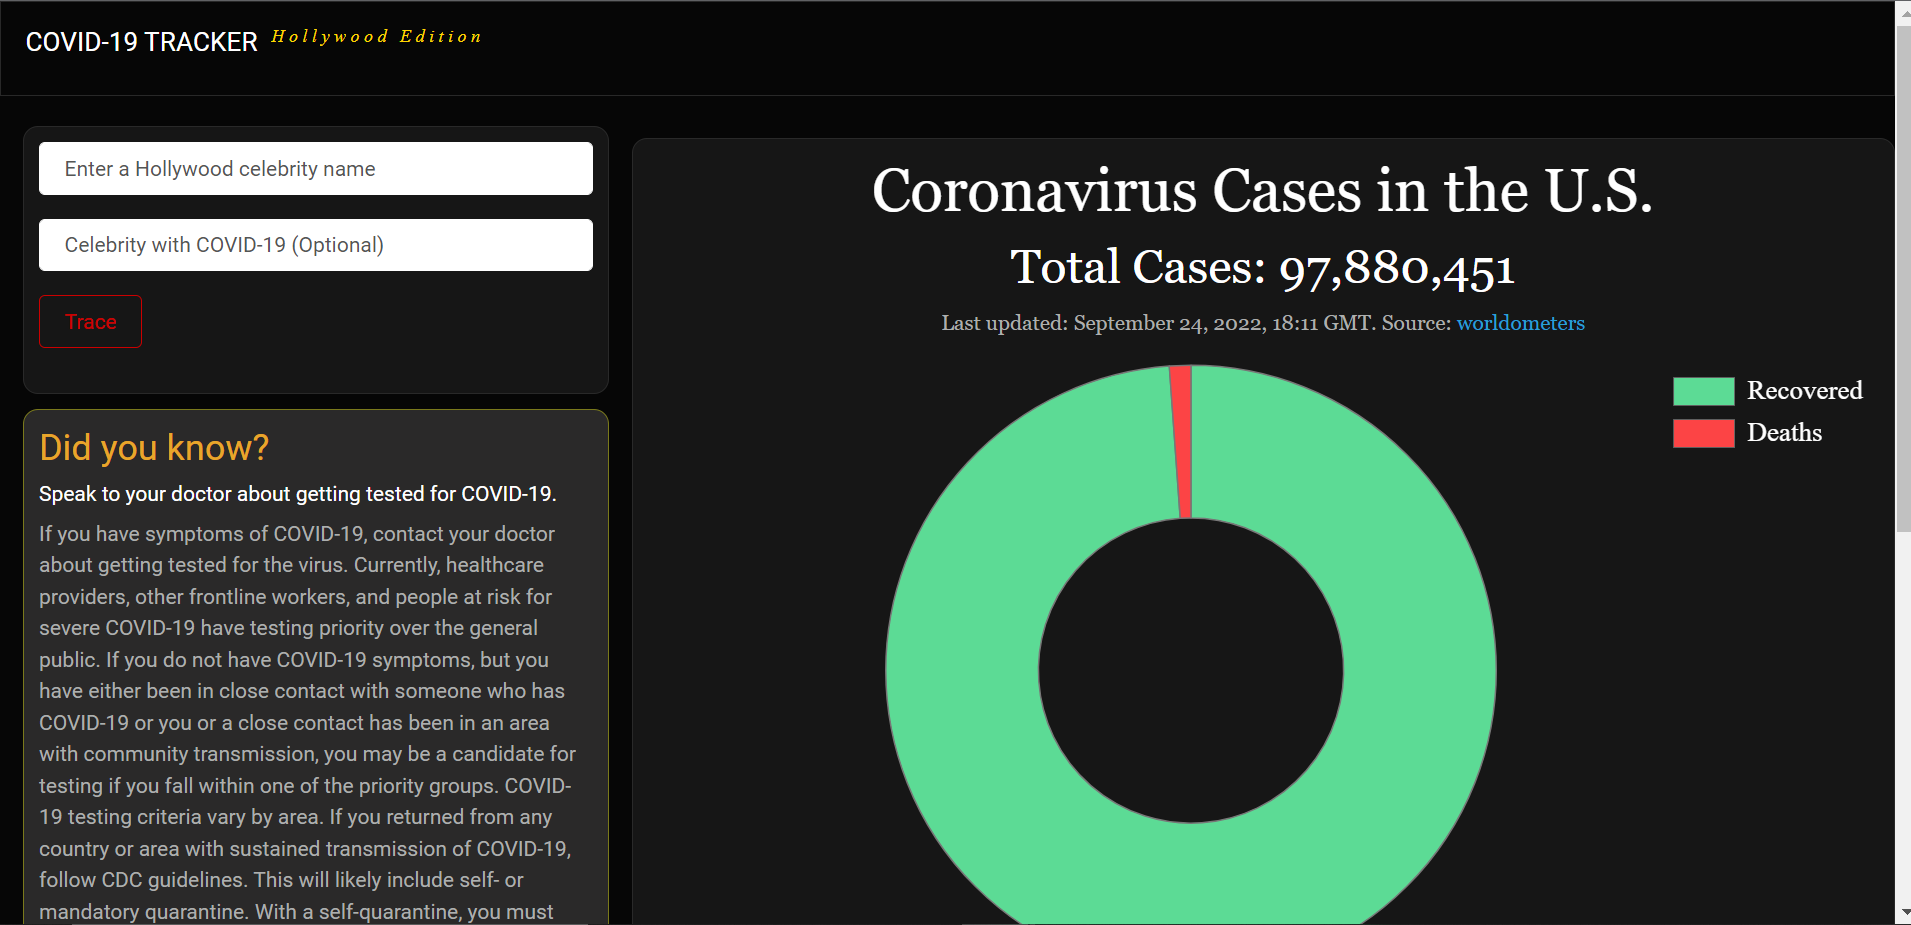 COVID-19 TRACKER Hollywood Edition
Enter a Hollywood celebrity name
Celebrity with COVID-19 (Optional)
Trace
Did you know?
Speak to your doctor about getting tested for COVID-19.
If you have symptoms of COVID-19, contact your doctor
about getting tested for the virus. Currently, healthcare
providers, other frontline workers, and people at risk for
severe COVID-19 have testing priority over the general
public. If you do not have COVID-19 symptoms, but you
have either been in close contact with someone who has
COVID-19 or you or a close contact has been in an area
with community transmission, you may be a candidate for
testing if you fall within one of the priority groups. COVID-
19 testing criteria vary by area. If you returned from any
country or area with sustained transmission of COVID-19,
follow CDC guidelines. This will likely include self- or
mandatory quarantine. With a self-quarantine, you must
Coronavirus Cases in the U.S.
Total Cases: 97,880,451
Last updated: September 24, 2022, 18:11 GMT. Source: worldometers
Recovered
Deaths